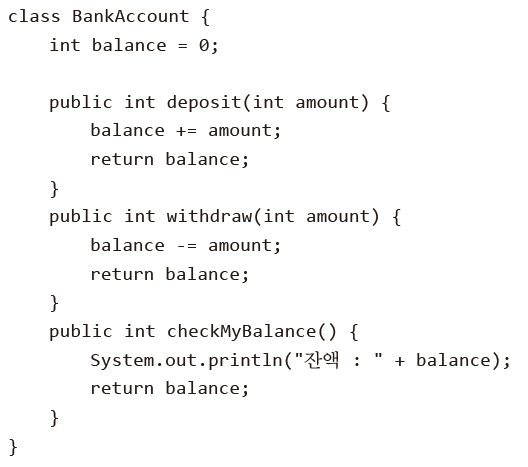 class BankAccount {
    int balance = 0;

    public int deposit(int amount) {
        balance += amount;
        return balance;
    }
    public int withdraw(int amount) {
        balance -= amount;
        return balance;
    }
    public int checkMyBalance() {
        System.out.println("잔액 : " + balance);
        return balance;
    }
}